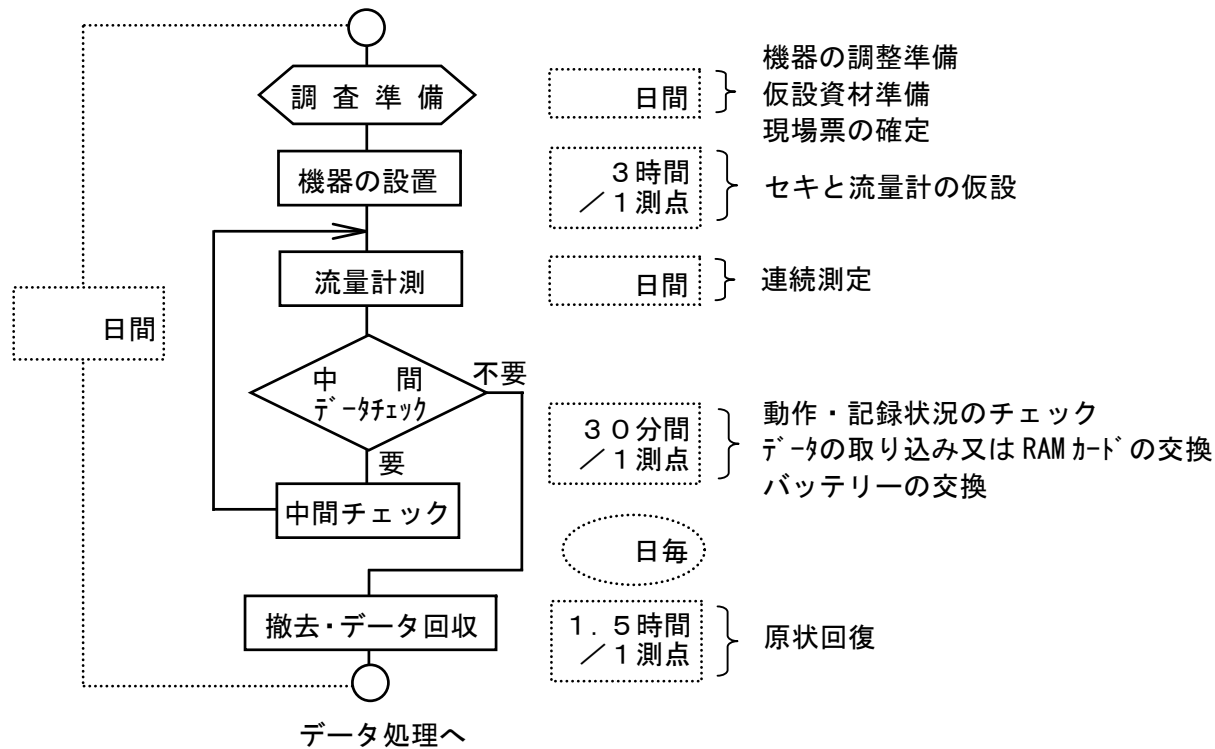 調査準備
日間
機器の調整準備
仮設資材準備
現場票の確定
機器の設置
３時間
／１測点
セキと流量計の仮設
流量計測
日間
連続測定
日間
中間
ﾃﾞｰﾀﾁｪｯｸ
不要
要
３０分間
／１測点
動作・記録状況のチェック
ﾃﾞｰﾀの取り込み又はRAMｶｰﾄﾞの交換
バッテリーの交換
中間チェック
日毎
撤去・データ回収
１．５時間
／１測点
原状回復
データ処理へ